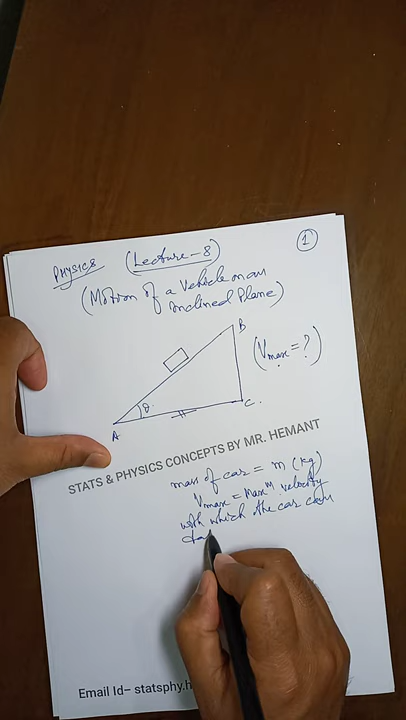 PHYSICS
(Lecture-8)
1
(Motion of a Vehicle on an
Inclined Plane)
B
(Vmax = ?)
θ
A
C.
STATS & PHYSICS CONCEPTS BY MR. HEMANT
mass of car = m (kg)
Vmax = Maxm velocity
with which the car can
Email Id– statsphy.h